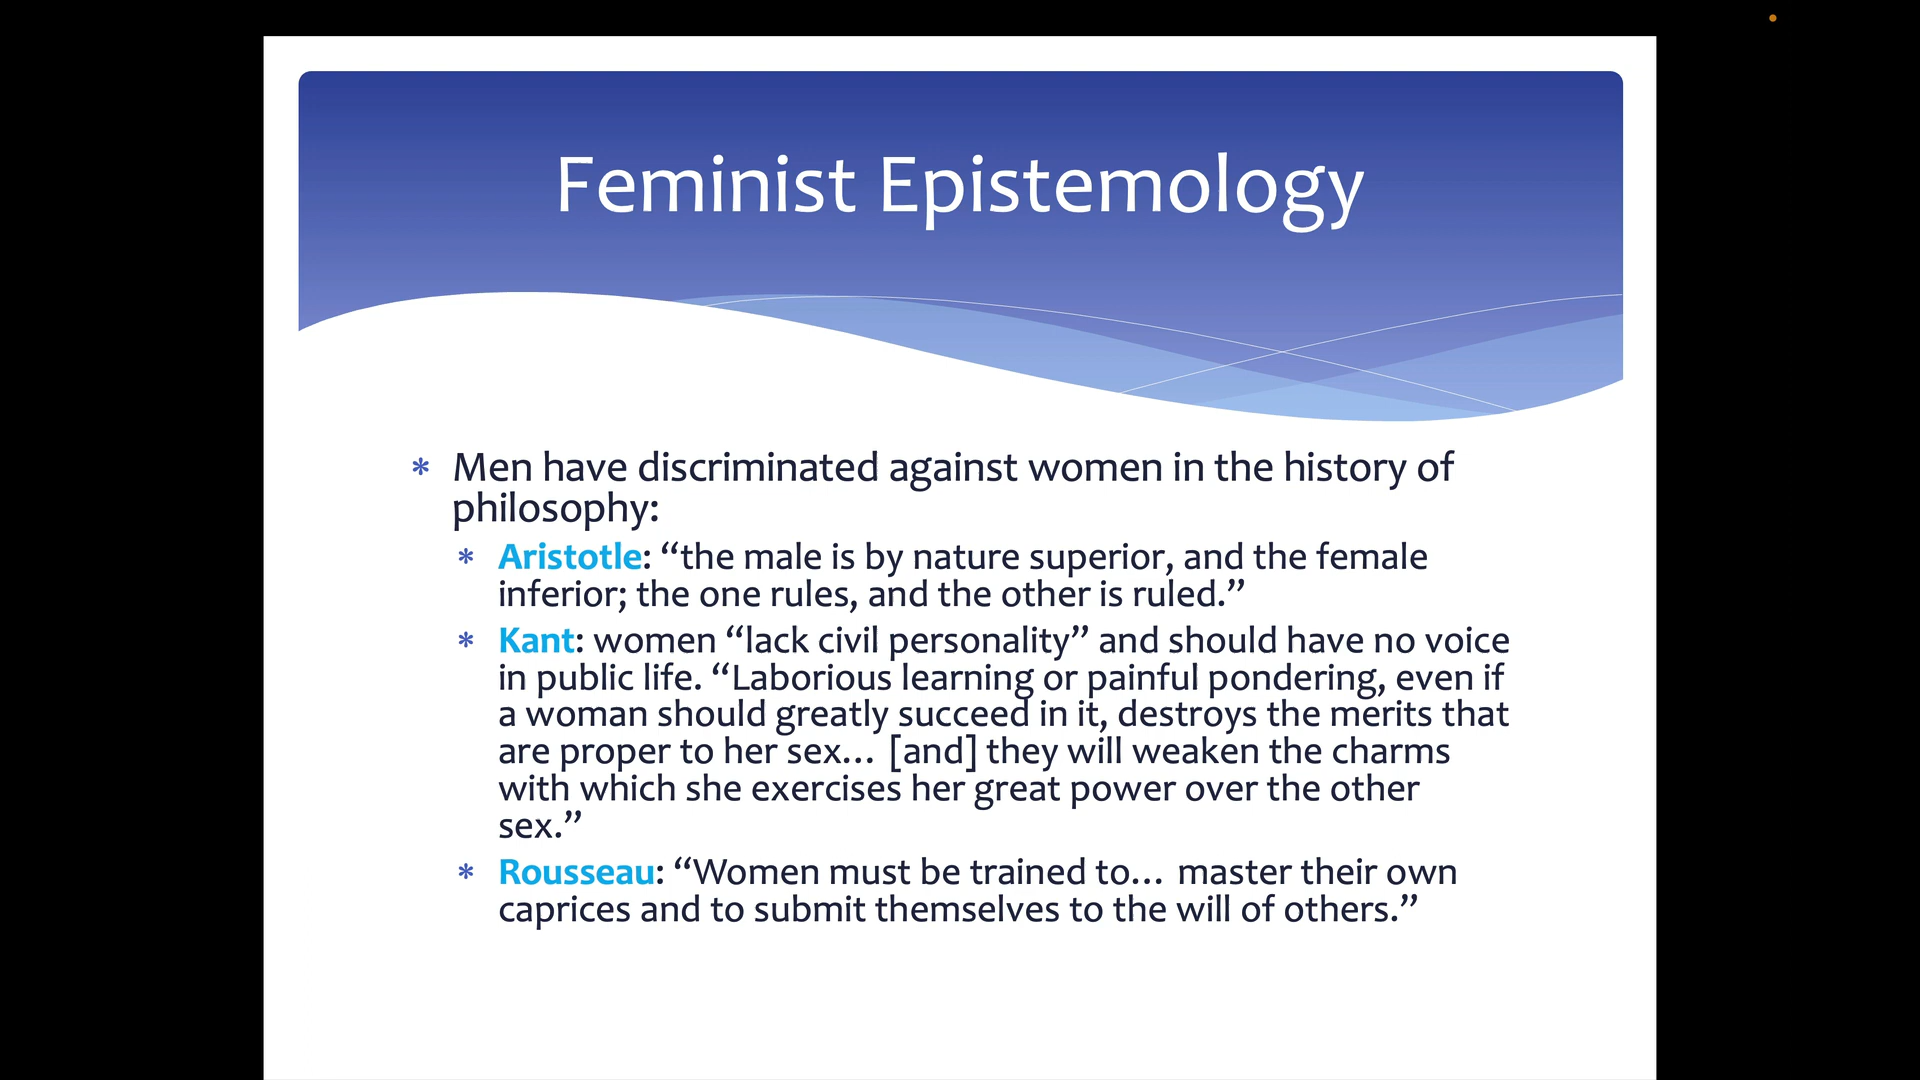 Feminist Epistemology
* Men have discriminated against women in the history of
philosophy:
* Aristotle: “the male is by nature superior, and the female
inferior; the one rules, and the other is ruled.”
* Kant: women “lack civil personality” and should have no voice
in public life. “Laborious learning or painful pondering, even if
a woman should greatly succeed in it, destroys the merits that
are proper to her sex… [and] they will weaken the charms
with which she exercises her great power over the other
sex.”
* Rousseau: “Women must be trained to… master their own
caprices and to submit themselves to the will of others.”